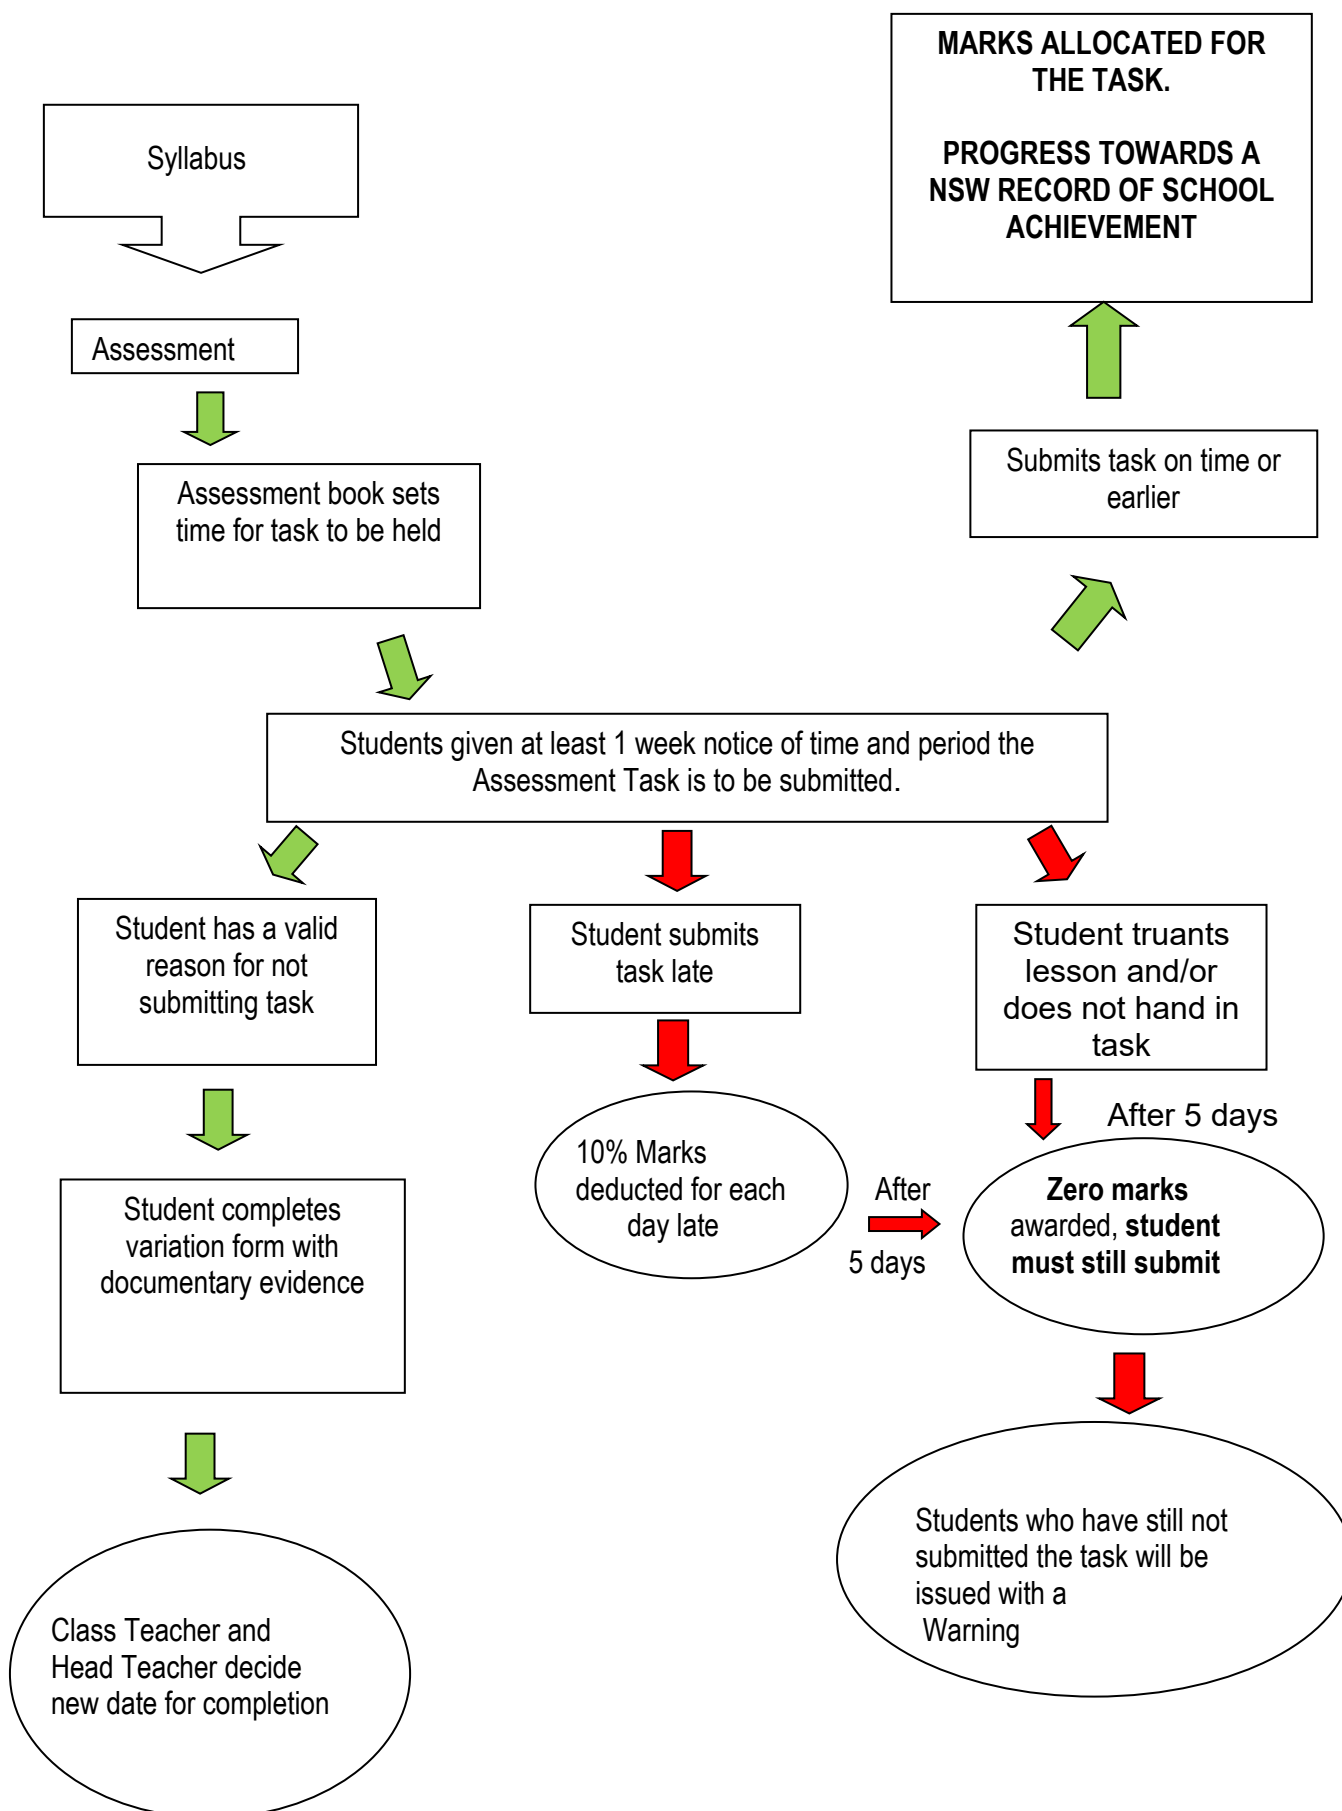 MARKS ALLOCATED FOR
THE TASK.
PROGRESS TOWARDS A
NSW RECORD OF SCHOOL
ACHIEVEMENT
Syllabus
Assessment
Submits task on time or
earlier
Assessment book sets
time for task to be held
Students given at least 1 week notice of time and period the
Assessment Task is to be submitted.
Student has a valid
reason for not
submitting task
Student submits
task late
Student truants
lesson and/or
does not hand in
task
After 5 days
10% Marks
deducted for each
day late
After
5 days
Zero marks
awarded, student
must still submit
Student completes
variation form with
documentary evidence
Students who have still not
submitted the task will be
issued with a
Warning
Class Teacher and
Head Teacher decide
new date for completion